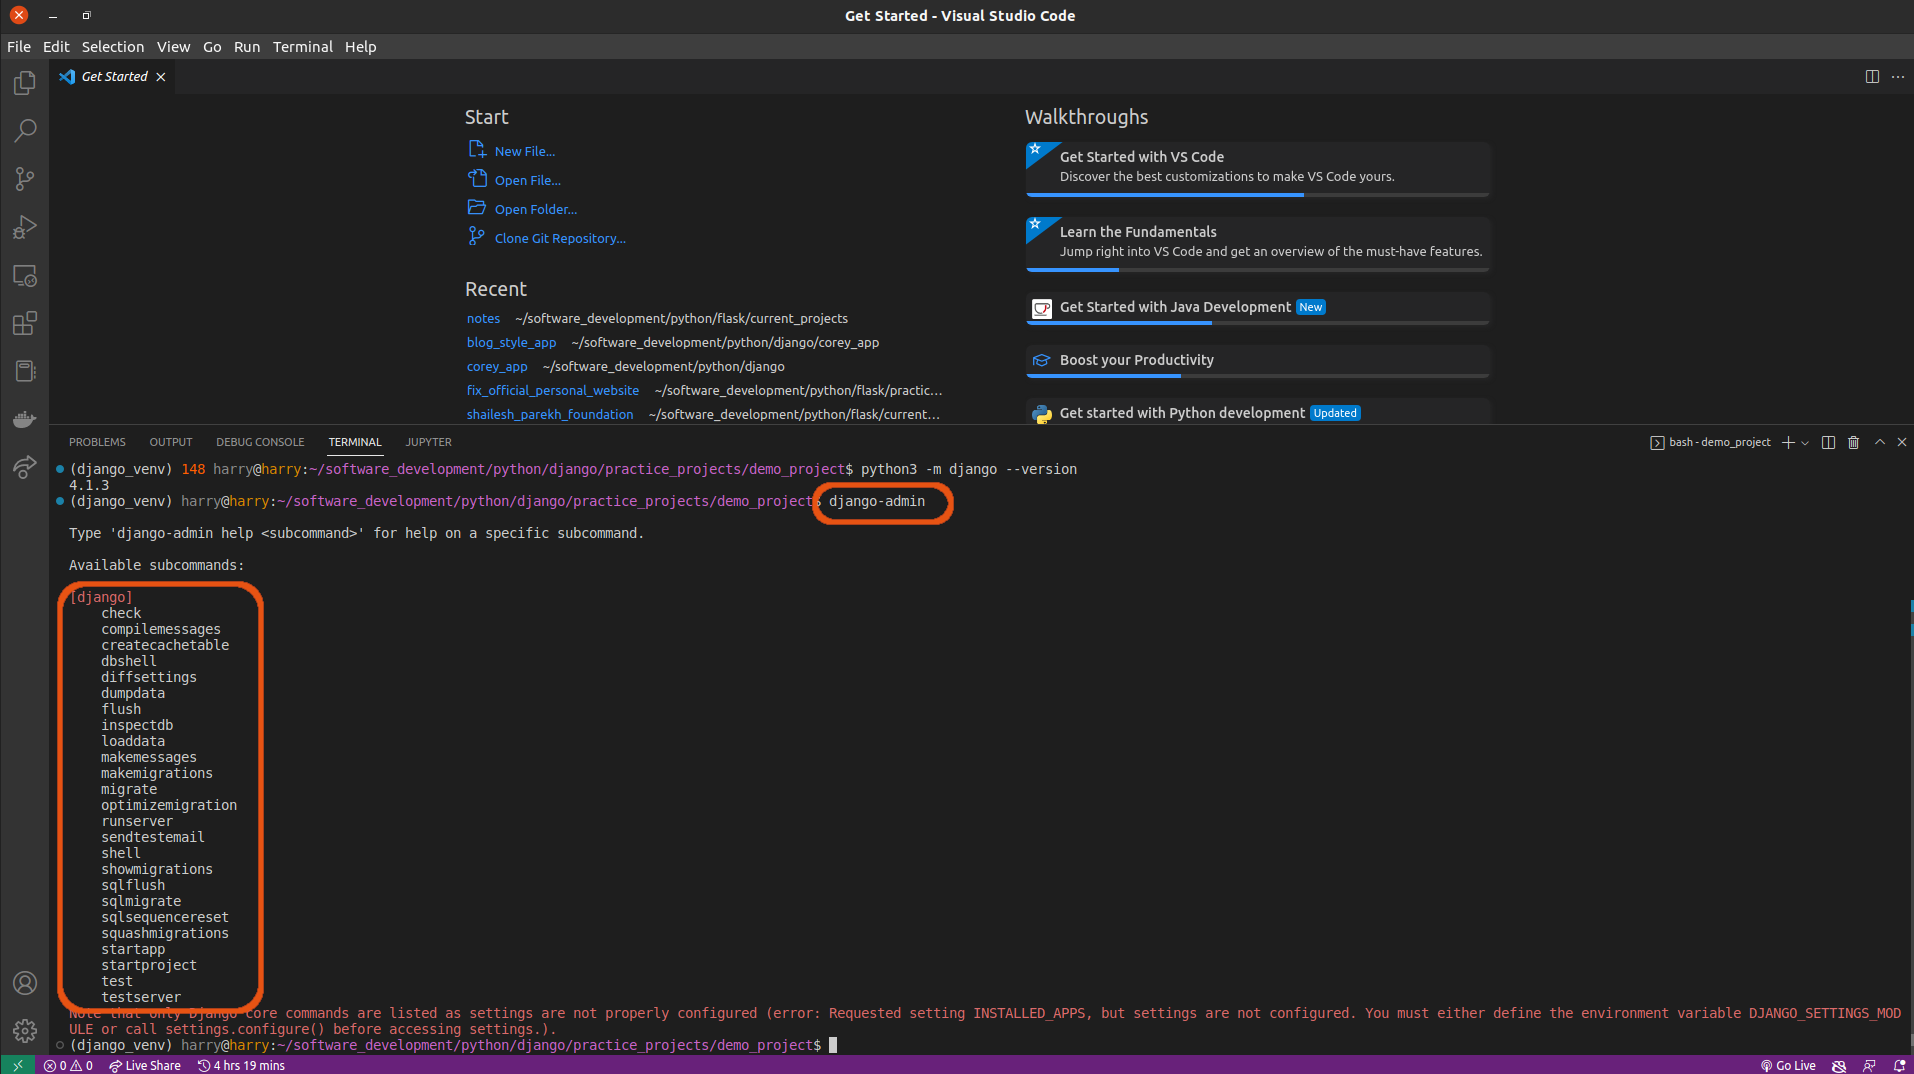 Get Started - Visual Studio Code
File Edit Selection View Go Run Terminal Help
Get Started
Start
New File...
Open File...
Open Folder...
Clone Git Repository...
Recent
notes ~/software_development/python/flask/current_projects
blog_style_app ~/software_development/python/django/corey_app
corey_app ~/software_development/python/django
fix_official_personal_website ~/software_development/python/flask/practic...
shailesh_parekh_foundation ~/software_development/python/flask/current...
Walkthroughs
Get Started with VS Code
Discover the best customizations to make VS Code yours.
Learn the Fundamentals
Jump right into VS Code and get an overview of the must-have features.
Get Started with Java Development New
Boost your Productivity
Get started with Python development Updated
PROBLEMS OUTPUT DEBUG CONSOLE TERMINAL JUPYTER
bash - demo_project
(django_venv) 148 harry@harry:~/software_development/python/django/practice_projects/demo_project$ python3 -m django --version
4.1.3
(django_venv) harry@harry:~/software_development/python/django/practice_projects/demo_project$ django-admin
Type 'django-admin help <subcommand>' for help on a specific subcommand.
Available subcommands:
[django]
check
compilemessages
createcachetable
dbshell
diffsettings
dumpdata
flush
inspectdb
loaddata
makemessages
makemigrations
migrate
optimizemigration
runserver
sendtestemail
shell
showmigrations
sqlflush
sqlmigrate
sqlsequencereset
squashmigrations
startapp
startproject
test
testserver
Note that only Django core commands are listed as settings are not properly configured (error: Requested setting INSTALLED_APPS, but settings are not configured. You must either define the environment variable DJANGO_SETTINGS_MOD
ULE or call settings.configure() before accessing settings.).
(django_venv) harry@harry:~/software_development/python/django/practice_projects/demo_project$
0 0 Live Share 4 hrs 19 mins
Go Live